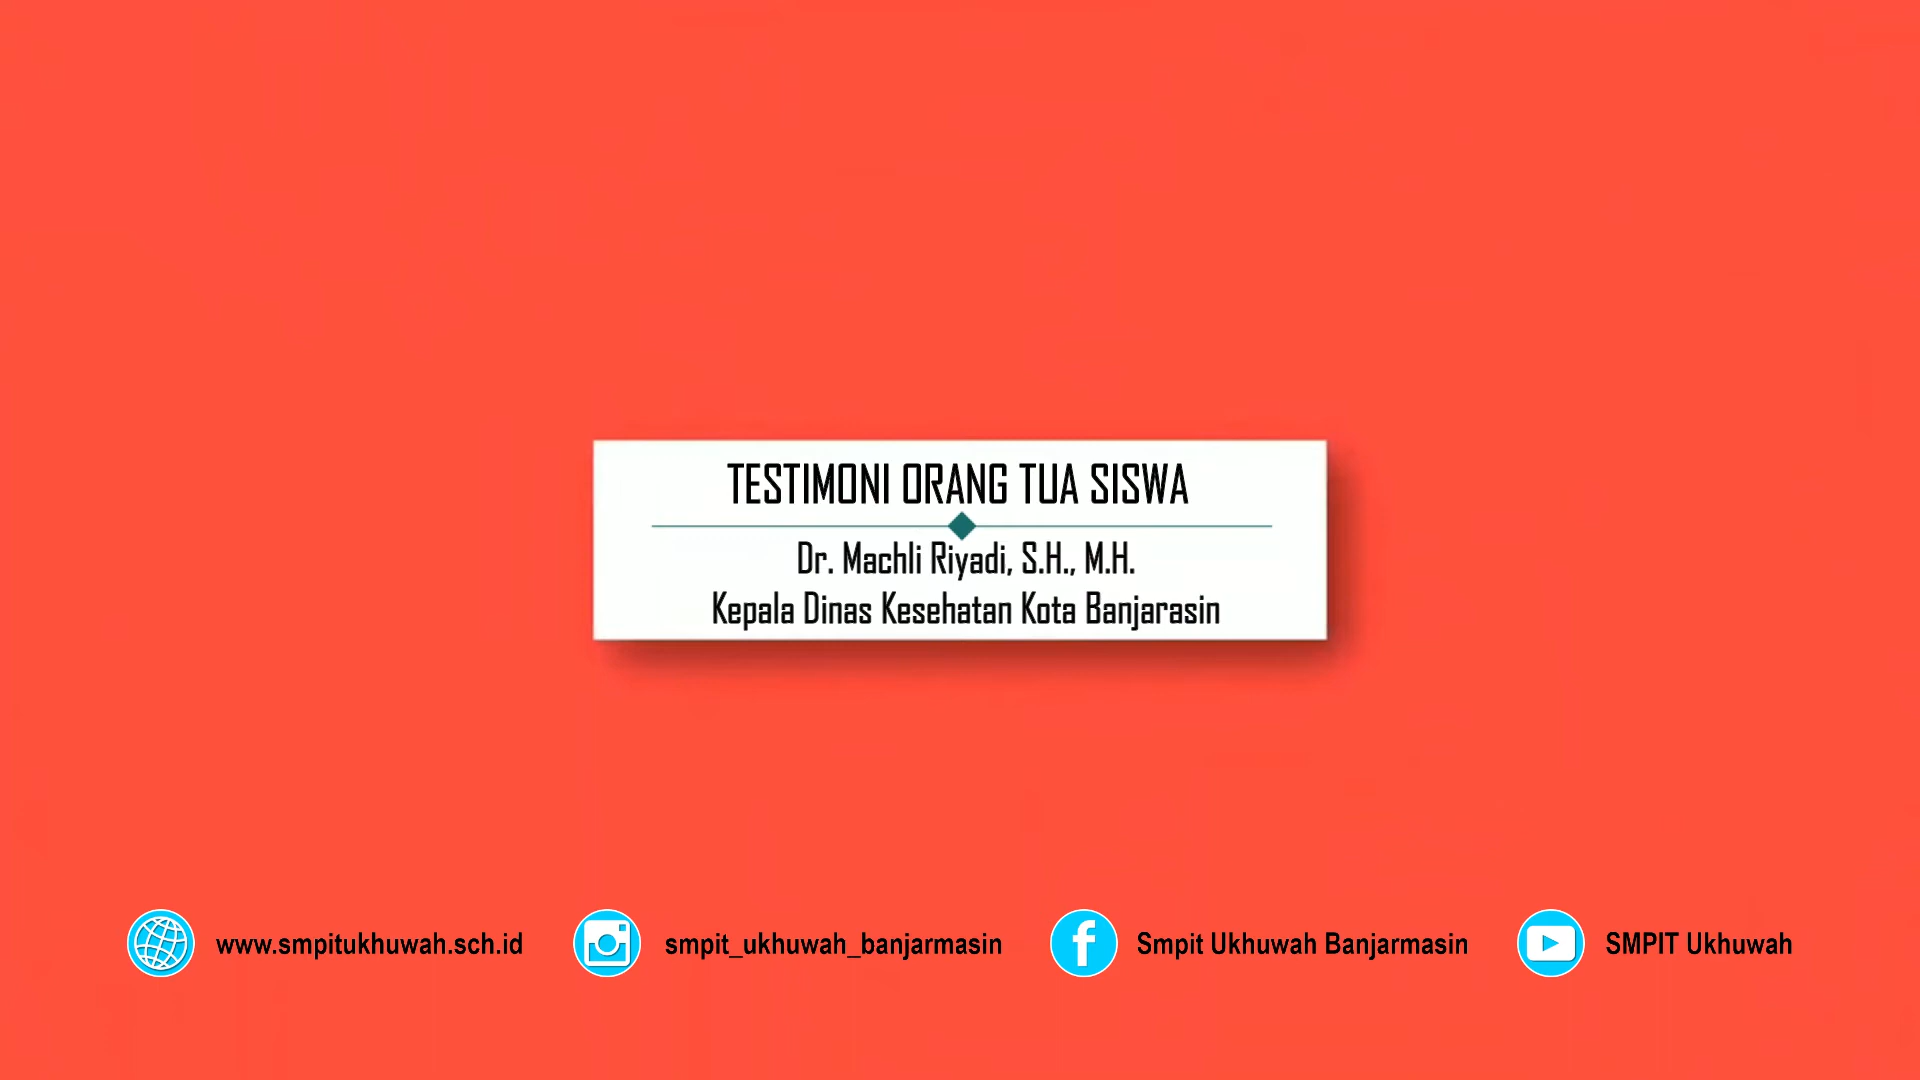 TESTIMONI ORANG TUA SISWA
Dr. Machli Riyadi, S.H., M.H.
Kepala Dinas Kesehatan Kota Banjarasin
www.smpitukhuwah.sch.id
smpit_ukhuwah_banjarmasin
Smpit Ukhuwah Banjarmasin
SMPIT Ukhuwah